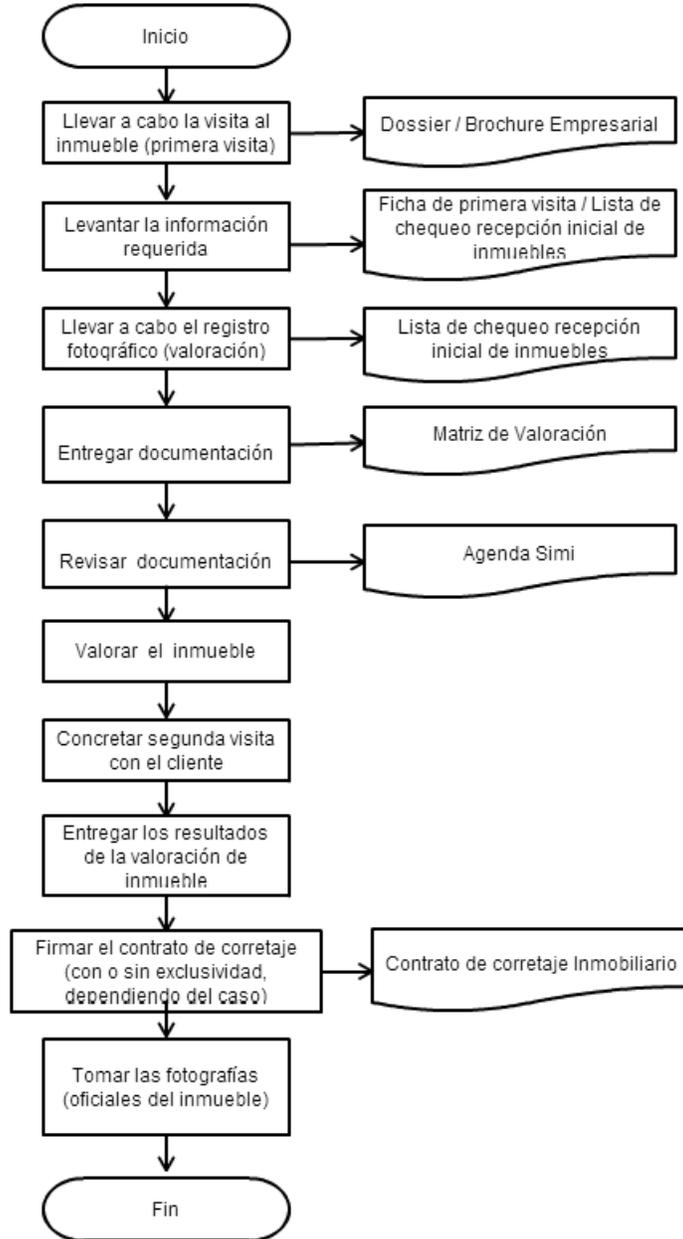 Inicio
Llevar a cabo la visita al
inmueble (primera visita)
Dossier / Brochure Empresarial
Levantar la información
requerida
Ficha de primera visita / Lista de
chequeo recepción inicial de
inmuebles
Llevar a cabo el registro
fotográfico (valoración)
Lista de chequeo recepción
inicial de inmuebles
Entregar documentación
Matriz de Valoración
Revisar documentación
Agenda Simi
Valorar el inmueble
Concretar segunda visita
con el cliente
Entregar los resultados
de la valoración de
inmueble
Firmar el contrato de corretaje
(con o sin exclusividad,
dependiendo del caso)
Contrato de corretaje Inmobiliario
Tomar las fotografías
(oficiales del inmueble)
Fin